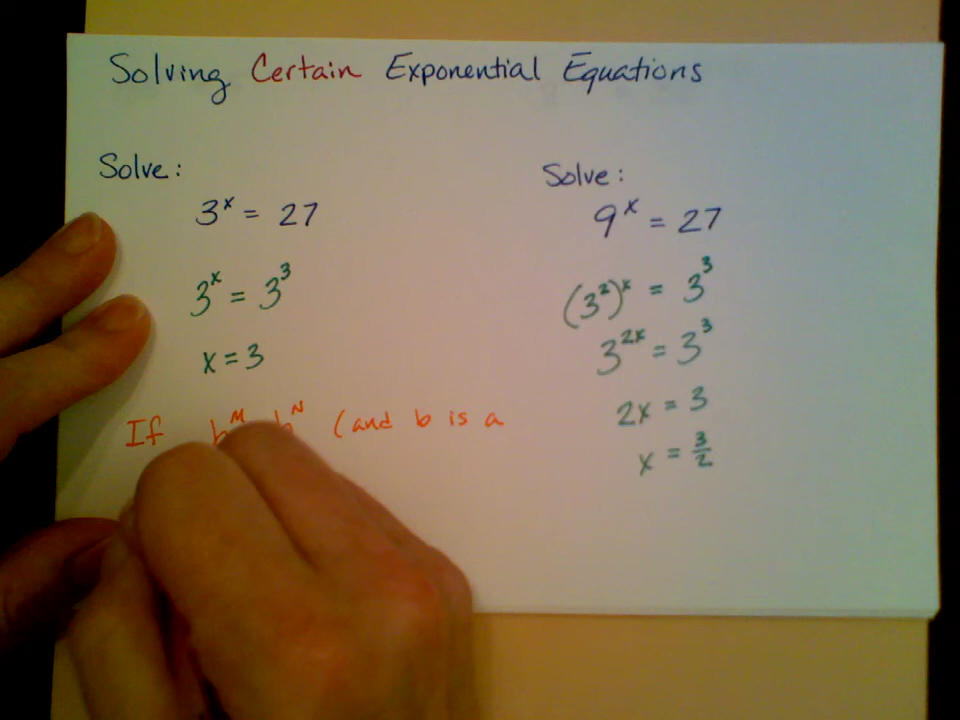 Solving Certain Exponential Equations
Solve:
3^x = 27
3^x = 3^3
x = 3
If b^M b^N (and b is a
Solve:
9^x = 27
(3^2)^x = 3^3
3^{2x} = 3^3
2x = 3
x = 3/2